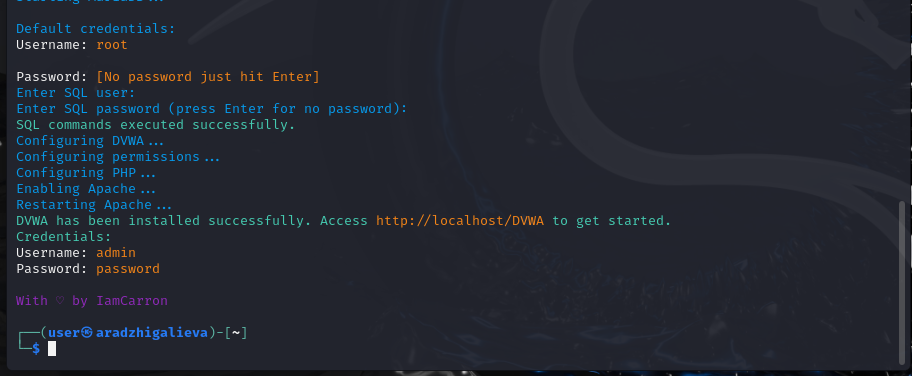 Default credentials:
Username: root
Password: [No password just hit Enter]
Enter SQL user:
Enter SQL password (press Enter for no password):
SQL commands executed successfully.
Configuring DVWA...
Configuring permissions...
Configuring PHP...
Enabling Apache...
Restarting Apache...
DVWA has been installed successfully. Access http://localhost/DVWA to get started.
Credentials:
Username: admin
Password: password
With ♡ by IamCarron
┌──(user㉿aradzhigalieva)-[~]
└─$